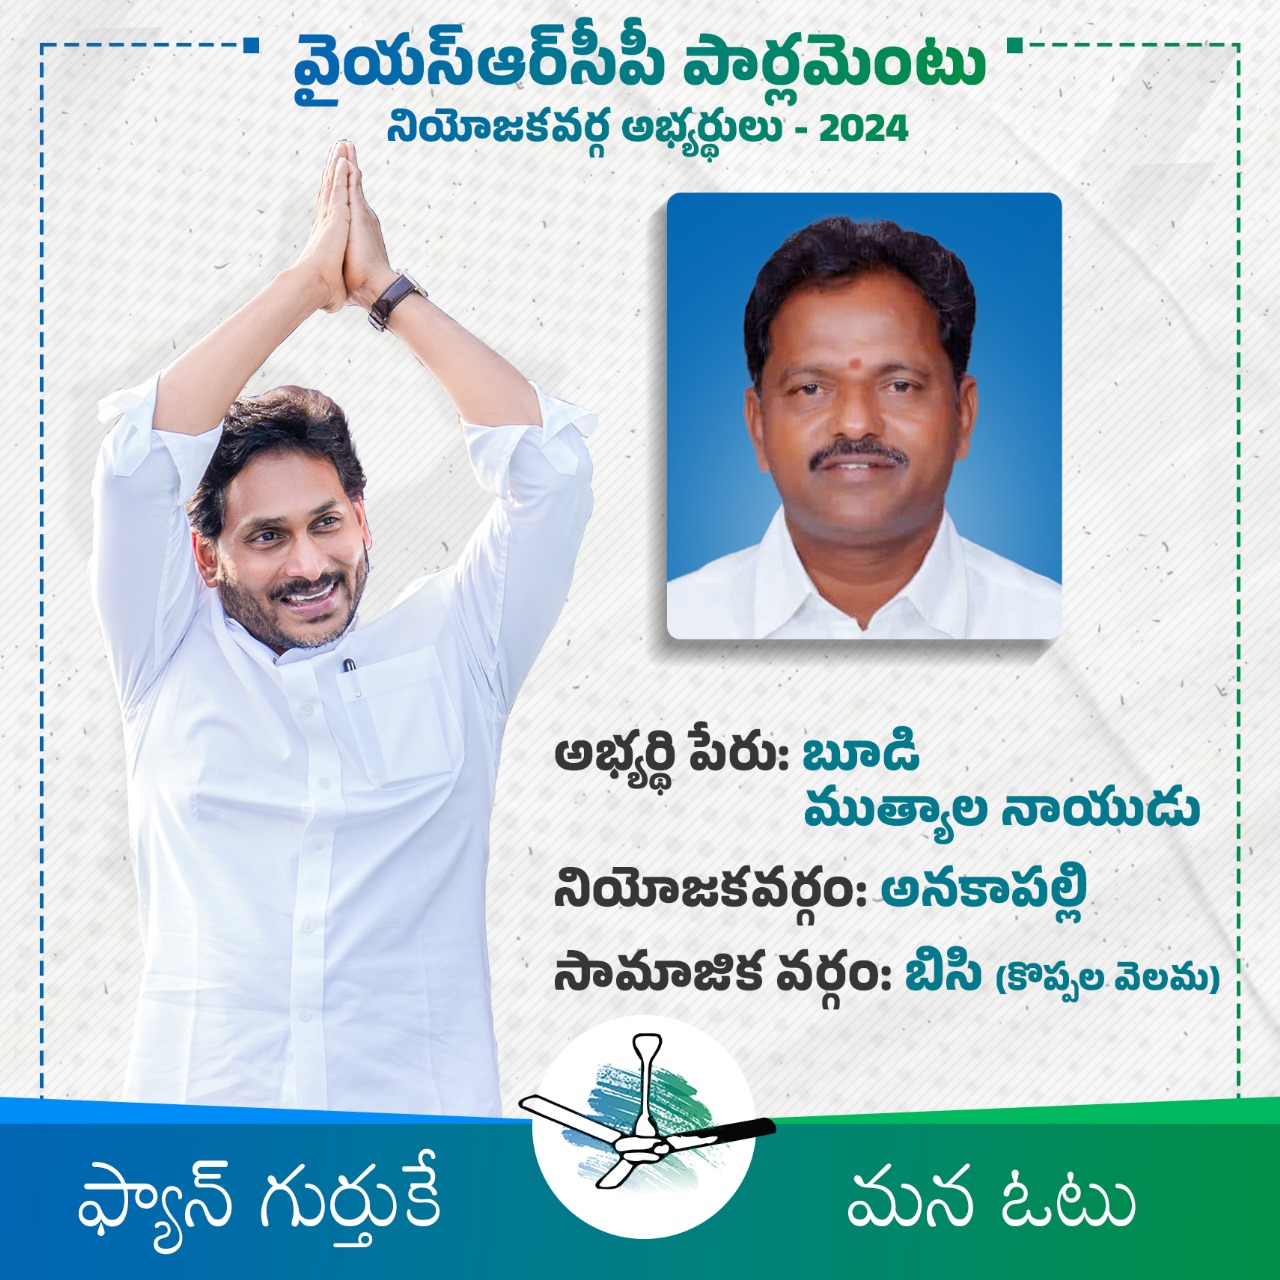 వైయస్ఆర్‌సీపీ పార్లమెంటు
నియోజకవర్గ అభ్యర్థులు - 2024
అభ్యర్థి పేరు: బూడి
ముత్యాల నాయుడు
నియోజకవర్గం: అనకాపల్లి
సామాజిక వర్గం: బిసి (కొప్పల వెలమ)
ఫ్యాన్ గుర్తుకే మన ఓటు